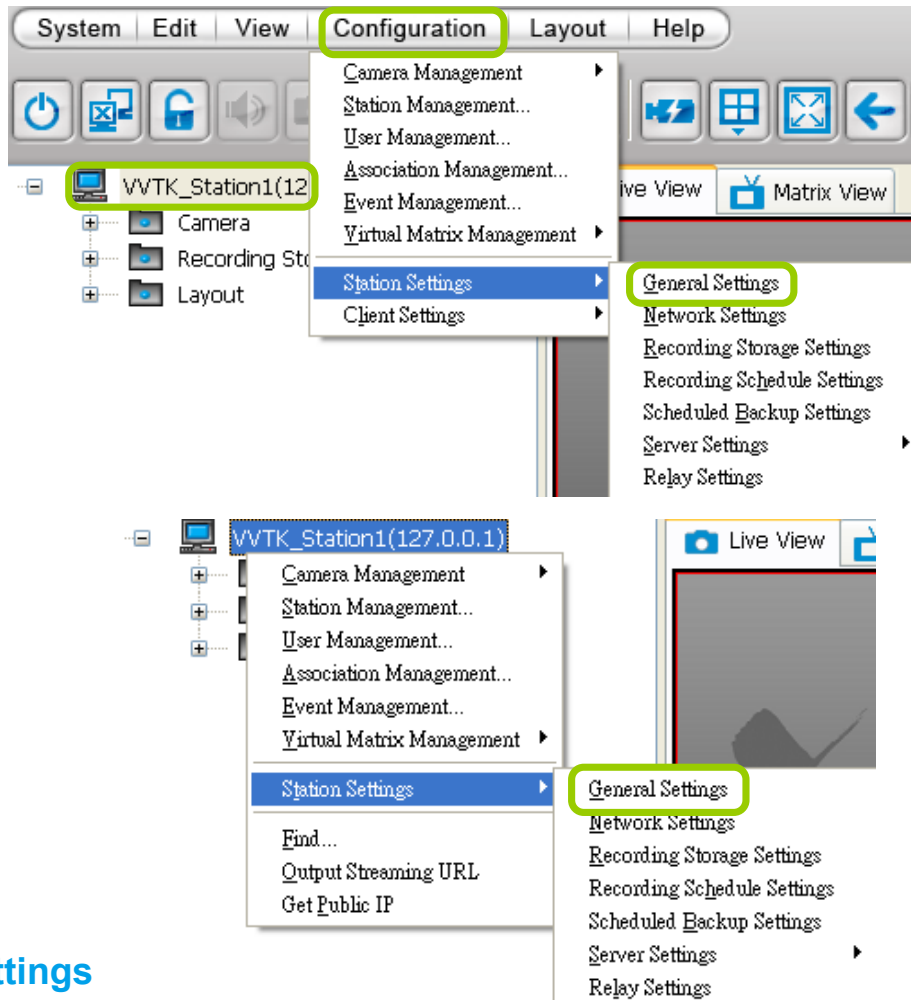 System Edit View Configuration Layout Help
Camera Management
Station Management...
User Management...
Association Management...
Event Management...
Virtual Matrix Management
Station Settings
Client Settings
VVTK_Station1(12
Camera
Recording Sto
Layout
ive View Matrix View
General Settings
Network Settings
Recording Storage Settings
Recording Schedule Settings
Scheduled Backup Settings
Server Settings
Relay Settings
VVTK_Station1(127.0.0.1)
Live View
Camera Management
Station Management...
User Management...
Association Management...
Event Management...
Virtual Matrix Management
Station Settings
Find...
Output Streaming URL
Get Public IP
General Settings
Network Settings
Recording Storage Settings
Recording Schedule Settings
Scheduled Backup Settings
Server Settings
Relay Settings
ttings